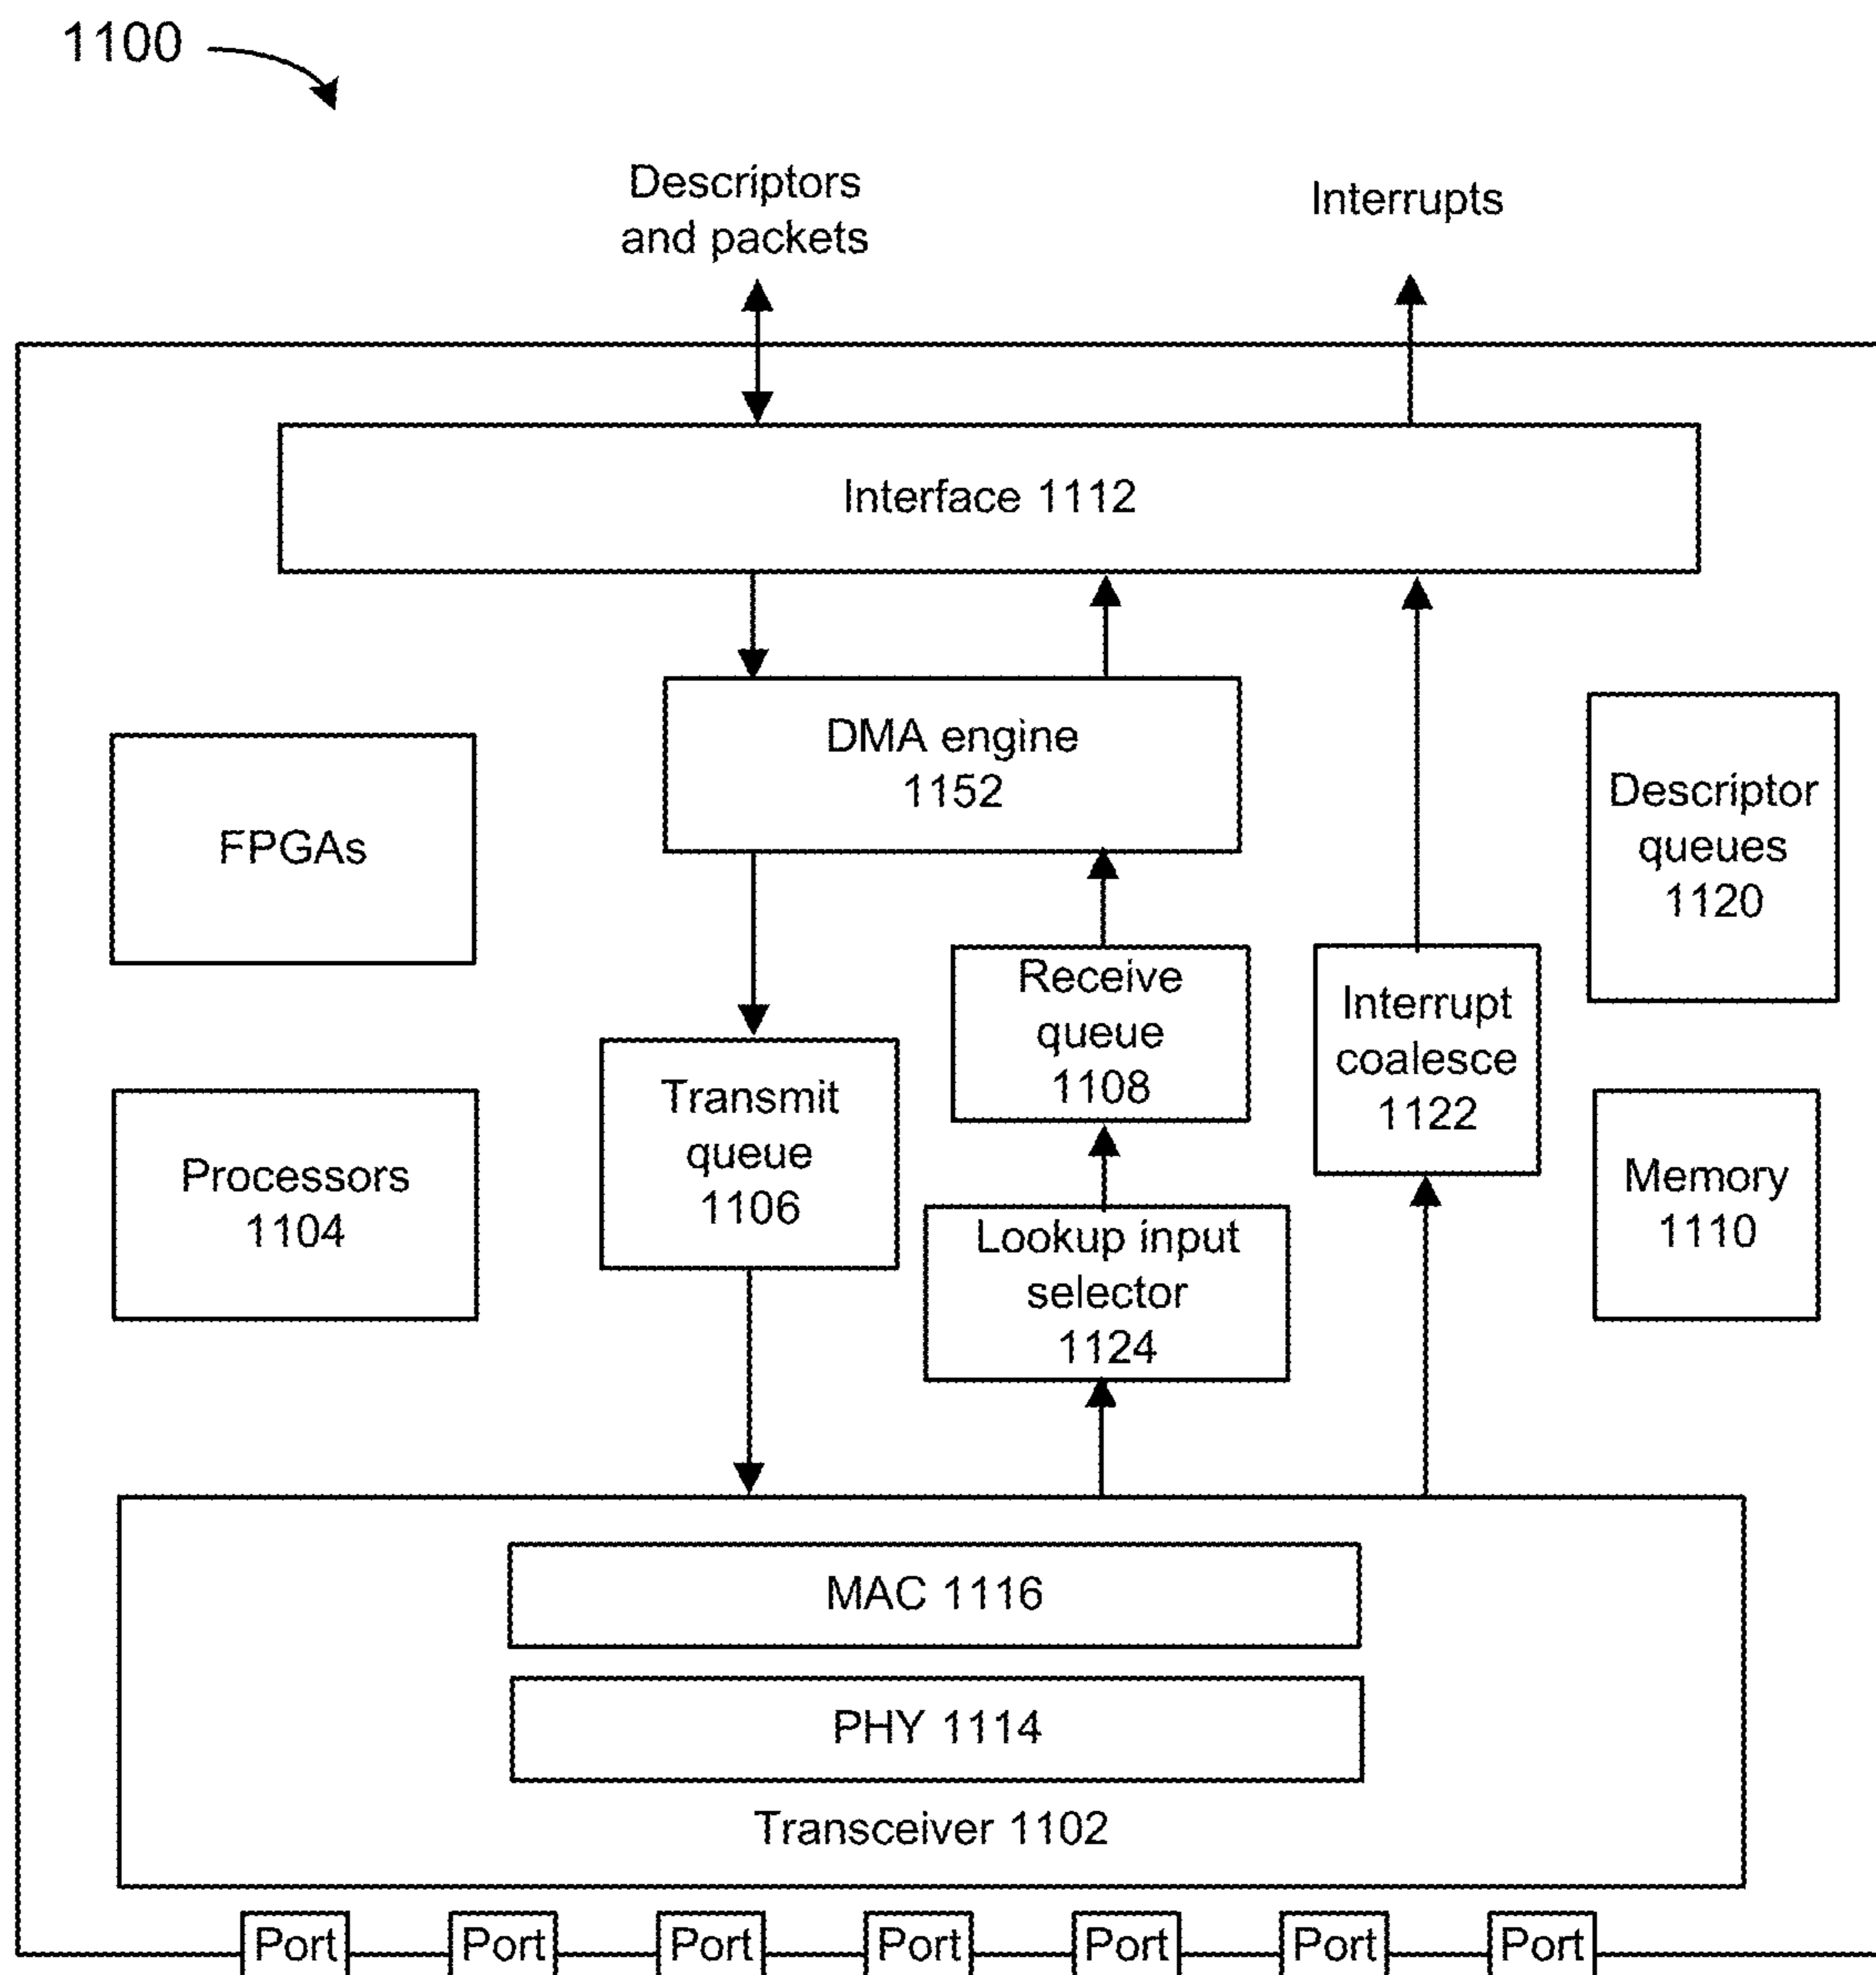 1100
Descriptors
and packets
Interrupts
Interface 1112
DMA engine
1152
FPGAs
Descriptor
queues
1120
Receive
queue
1108
Interrupt
coalesce
1122
Transmit
queue
1106
Processors
1104
Memory
1110
Lookup input
selector
1124
MAC 1116
PHY 1114
Transceiver 1102
Port
Port
Port
Port
Port
Port
Port